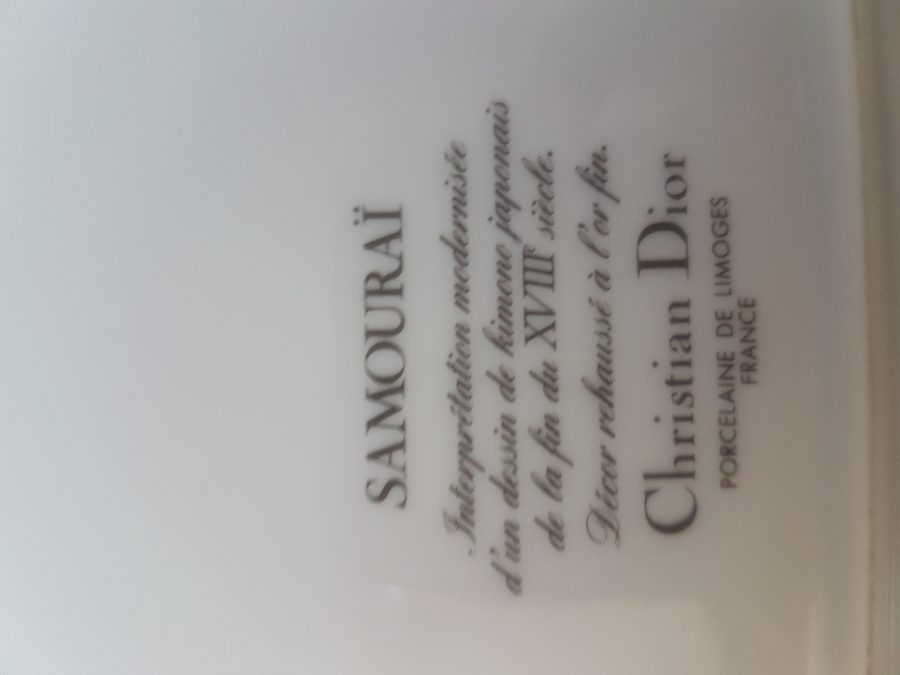 SAMOURAÏ
Interprétation modernisée
d'un dessin de kimono japonais
de la fin du XVIIIe siècle.
Décor rehaussé à l'or fin.
Christian Dior
PORCELAINE DE LIMOGES
FRANCE